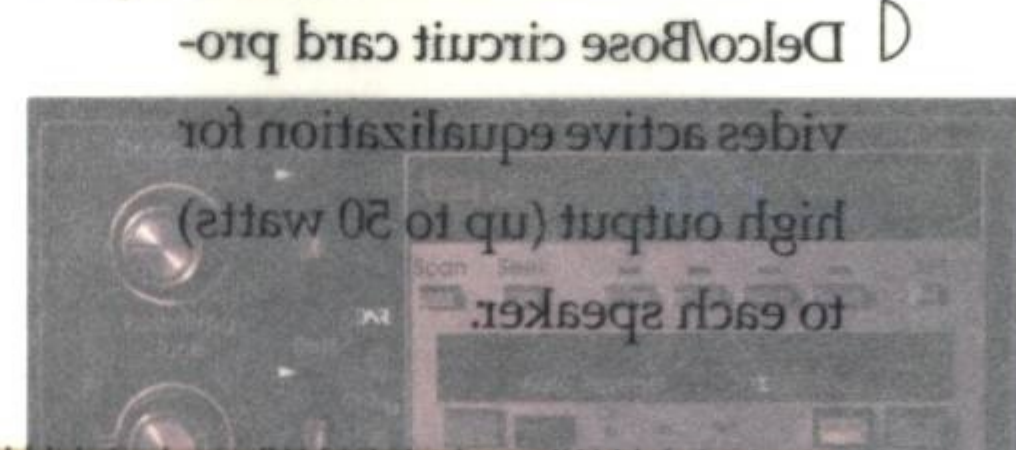 Delco/Bose circuit card pro-
vides active equalization for
high output (up to 50 watts)
to each speaker.
Scan